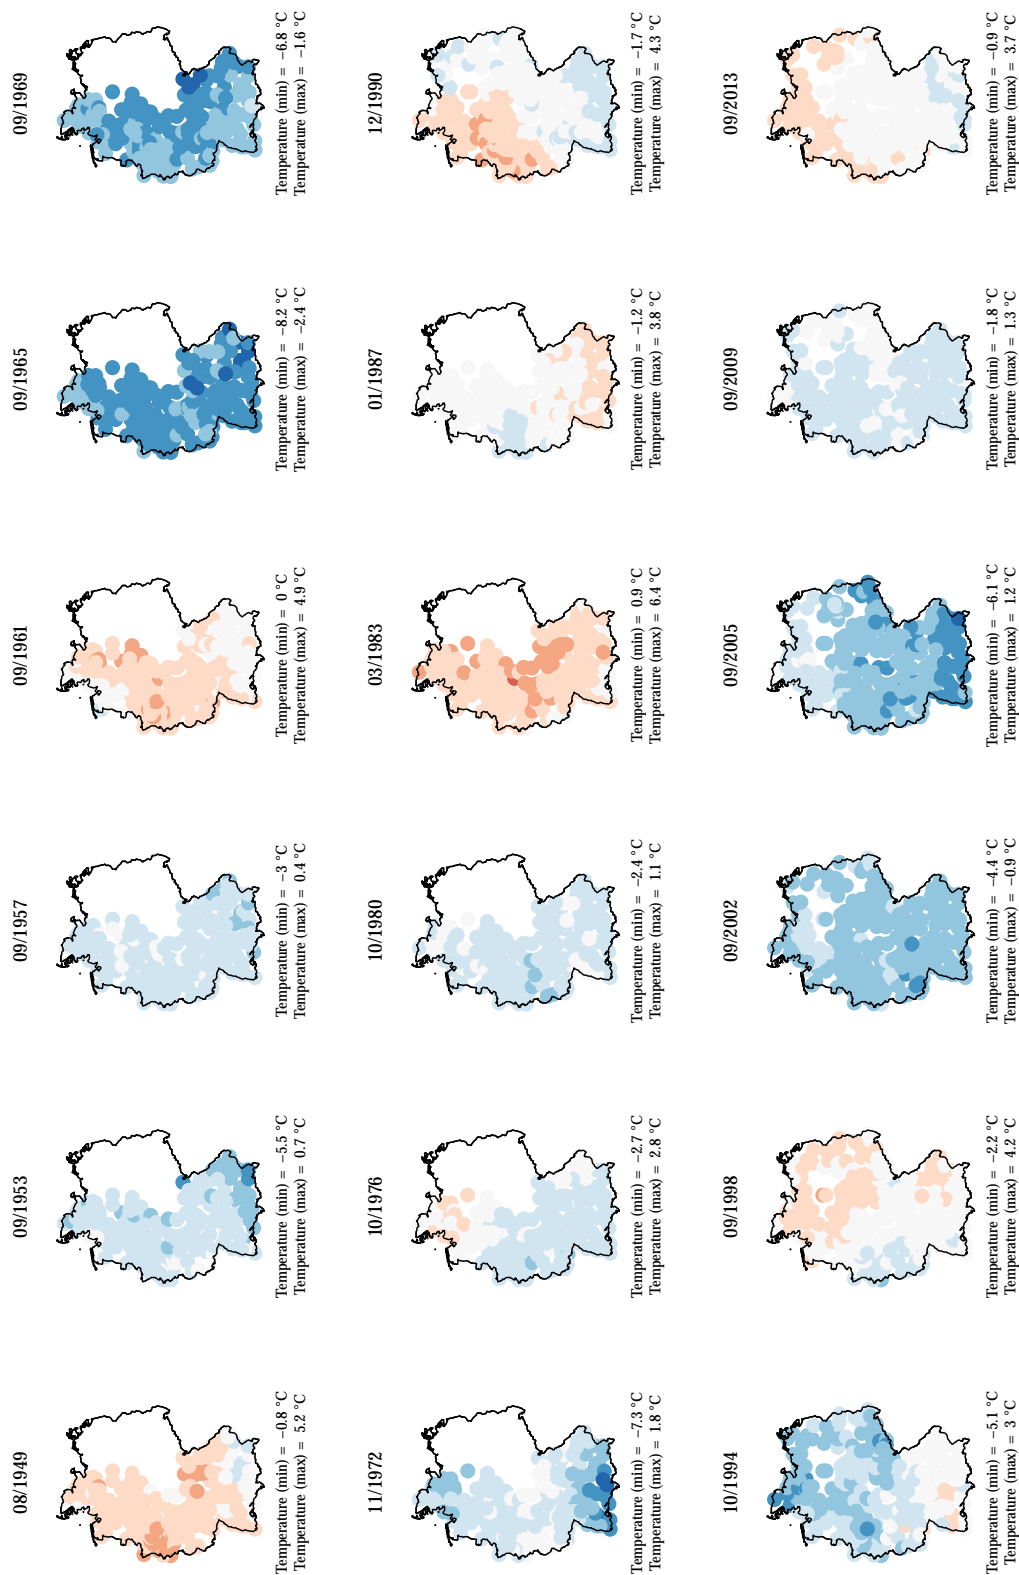 08/1949
Temperature (min) = −0.8 °C
Temperature (max) = 5.2 °C
09/1953
Temperature (min) = −5.5 °C
Temperature (max) = 0.7 °C
09/1957
Temperature (min) = −3 °C
Temperature (max) = 0.4 °C
09/1961
Temperature (min) = 0 °C
Temperature (max) = 4.9 °C
09/1965
Temperature (min) = −8.2 °C
Temperature (max) = −2.4 °C
09/1969
Temperature (min) = −6.8 °C
Temperature (max) = −1.6 °C
11/1972
Temperature (min) = −7.3 °C
Temperature (max) = 1.8 °C
10/1976
Temperature (min) = −2.7 °C
Temperature (max) = 2.8 °C
10/1980
Temperature (min) = −2.4 °C
Temperature (max) = 1.1 °C
03/1983
Temperature (min) = 0.9 °C
Temperature (max) = 6.4 °C
01/1987
Temperature (min) = −1.2 °C
Temperature (max) = 3.8 °C
12/1990
Temperature (min) = −1.7 °C
Temperature (max) = 4.3 °C
10/1994
Temperature (min) = −5.1 °C
Temperature (max) = 3 °C
09/1998
Temperature (min) = −2.2 °C
Temperature (max) = 4.2 °C
09/2002
Temperature (min) = −4.4 °C
Temperature (max) = −0.9 °C
09/2005
Temperature (min) = −6.1 °C
Temperature (max) = 1.2 °C
09/2009
Temperature (min) = −1.8 °C
Temperature (max) = 1.3 °C
09/2013
Temperature (min) = −0.9 °C
Temperature (max) = 3.7 °C